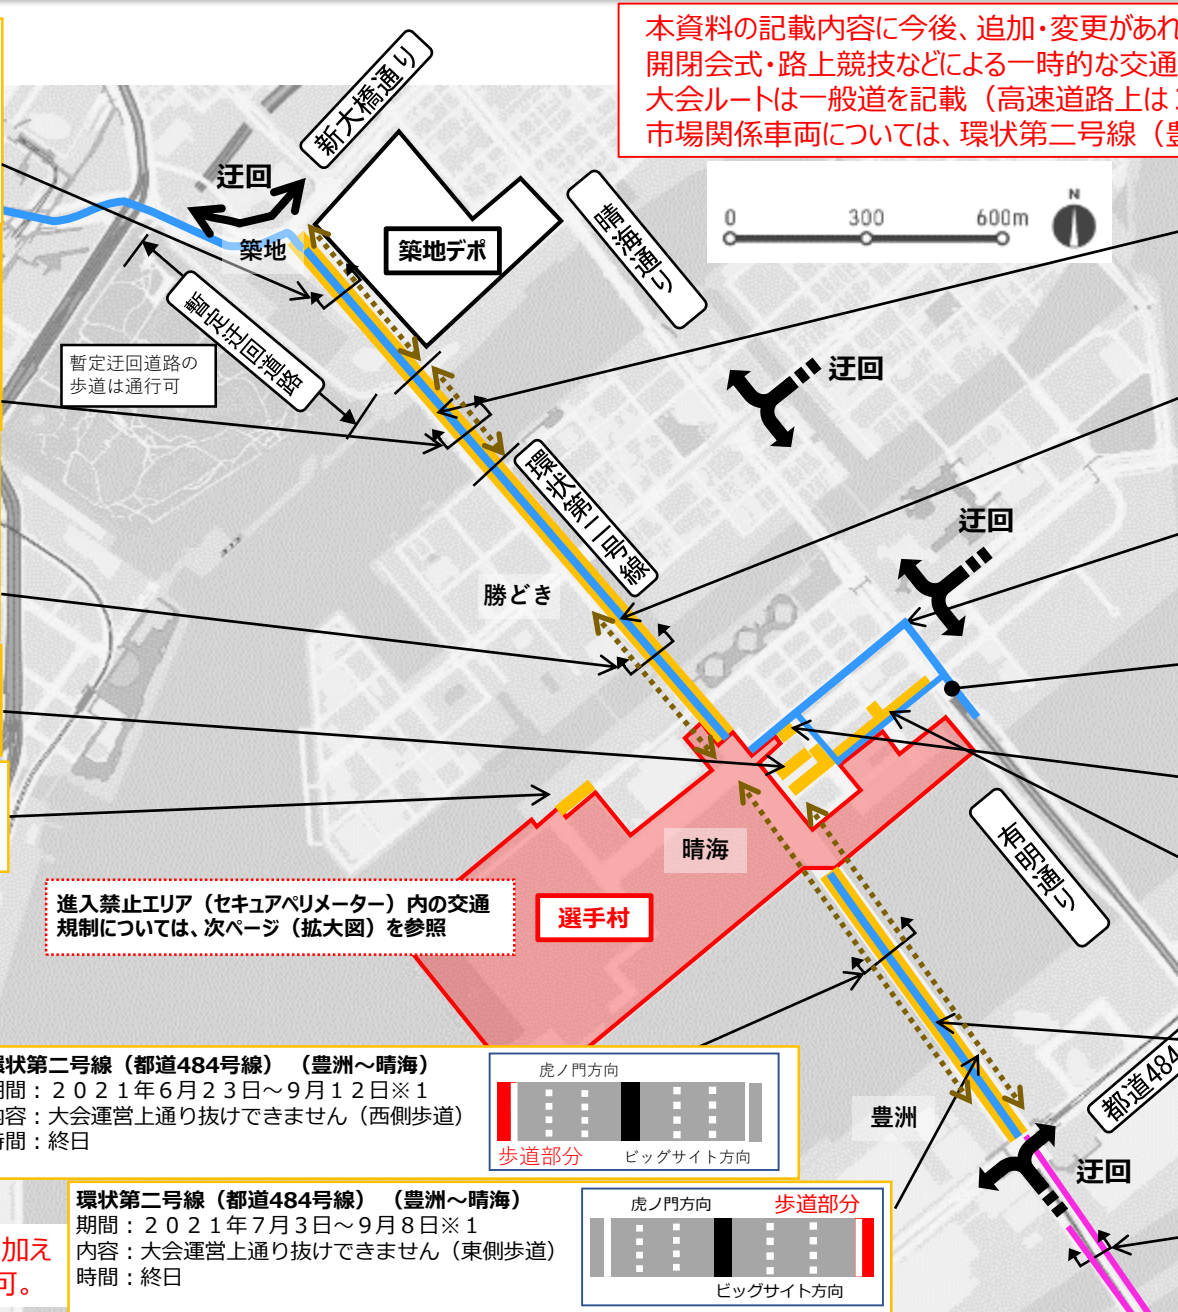 本資料の記載内容に今後、追加・変更があれ
開閉会式・路上競技などによる一時的な交通
大会ルートは一般道を記載（高速道路上は
市場関係車両については、環状第二号線（豊
新大橋通り
迂回
築地
築地デポ
晴海通り
0 300 600m
N
暫定迂回道路
暫定迂回道路の
歩道は通行可
迂回
環状第二号線
迂回
勝どき
晴海
有明通り
進入禁止エリア（セキュアペリメーター）内の交通
規制については、次ページ（拡大図）を参照
選手村
環状第二号線（都道484号線）（豊洲～晴海）
期間：２０２１年６月２３日～９月１２日※１
内容：大会運営上通り抜けできません（西側歩道）
時間：終日
虎ノ門方向
歩道部分
ビッグサイト方向
豊洲
都道484
迂回
環状第二号線（都道484号線）（豊洲～晴海）
期間：２０２１年７月３日～９月８日※１
内容：大会運営上通り抜けできません（東側歩道）
時間：終日
虎ノ門方向
歩道部分
ビッグサイト方向
加え
可。